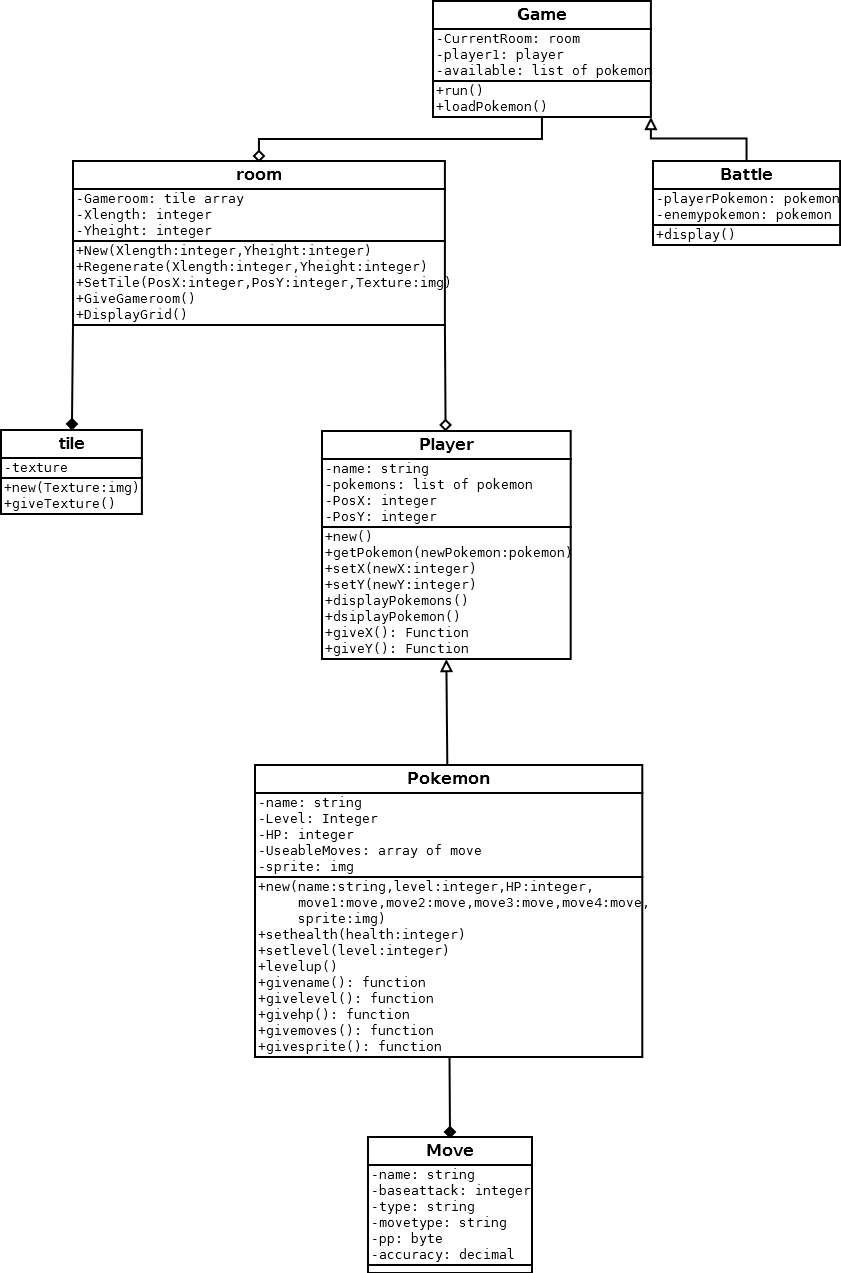 Game
-CurrentRoom: room
-player1: player
-available: list of pokemon
+run()
+loadPokemon()
room
-Gameroom: tile array
-Xlength: integer
-Yheight: integer
+New(Xlength:integer,Yheight:integer)
+Regenerate(Xlength:integer,Yheight:integer)
+SetTile(PosX:integer,PosY:integer,Texture:img)
+GiveGameroom()
+DisplayGrid()
Battle
-playerPokemon: pokemon
-enemypokemon: pokemon
+display()
tile
-texture
+new(Texture:img)
+giveTexture()
Player
-name: string
-pokemons: list of pokemon
-PosX: integer
-PosY: integer
+new()
+getPokemon(newPokemon:pokemon)
+setX(newX:integer)
+setY(newY:integer)
+displayPokemons()
+dsiplayPokemon()
+giveX(): Function
+giveY(): Function
Pokemon
-name: string
-Level: Integer
-HP: integer
-UseableMoves: array of move
-sprite: img
+new(name:string,level:integer,HP:integer,
move1:move,move2:move,move3:move,move4:move,
sprite:img)
+sethealth(health:integer)
+setlevel(level:integer)
+levelup()
+givename(): function
+givelevel(): function
+givehp(): function
+givemoves(): function
+givesprite(): function
Move
-name: string
-baseattack: integer
-type: string
-movetype: string
-pp: byte
-accuracy: decimal